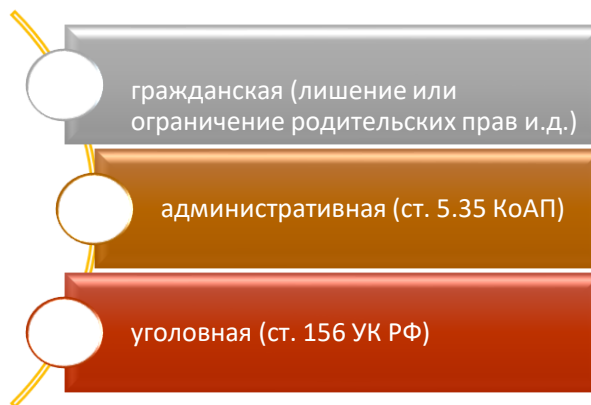 гражданская (лишение или
ограничение родительских прав и.д.)
административная (ст. 5.35 КоАП)
уголовная (ст. 156 УК РФ)